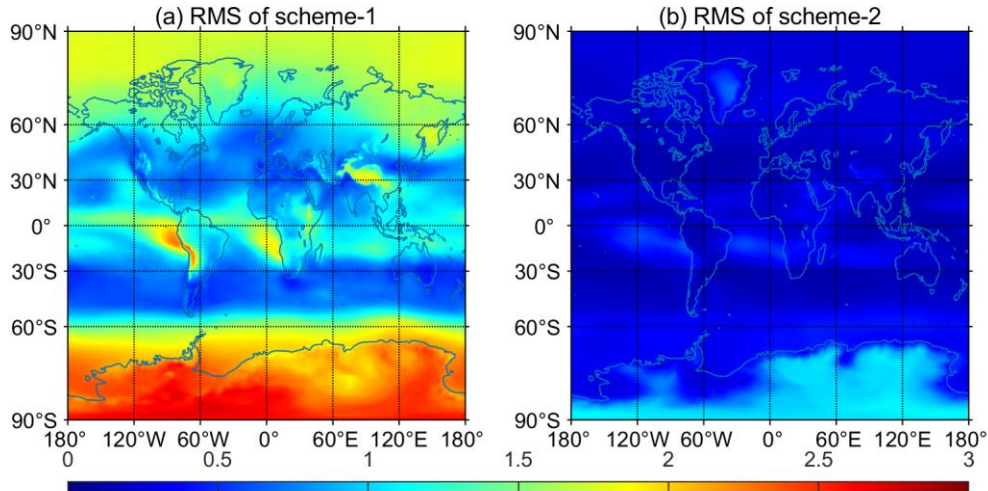 (a) RMS of scheme-1 (b) RMS of scheme-2
90°N 90°N
60°N 60°N
30°N 30°N
0° 0°
30°S 30°S
60°S 60°S
90°S 90°S
180° 120°W 60°W 0° 60°E 120°E 180° 180° 120°W 60°W 0° 60°E 120°E 180°
0 0.5 1 1.5 2 2.5 3